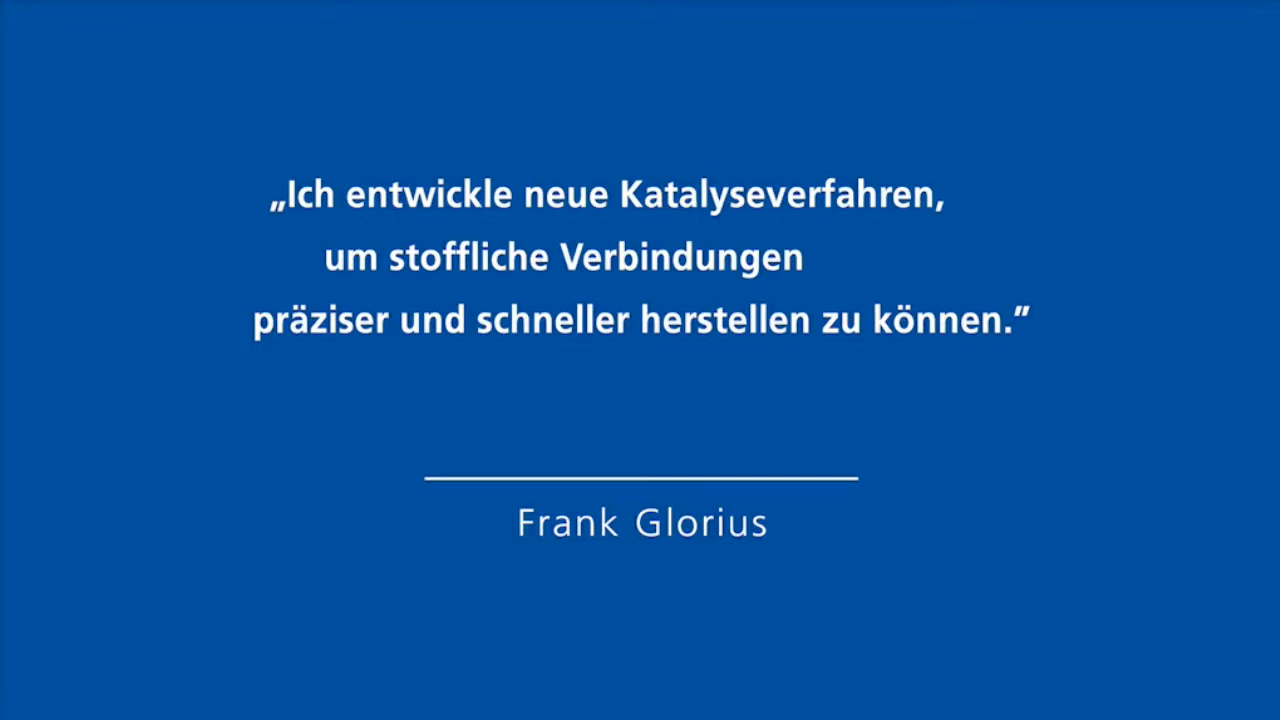 „Ich entwickle neue Katalyseverfahren,
um stoffliche Verbindungen
präziser und schneller herstellen zu können.”
Frank Glorius